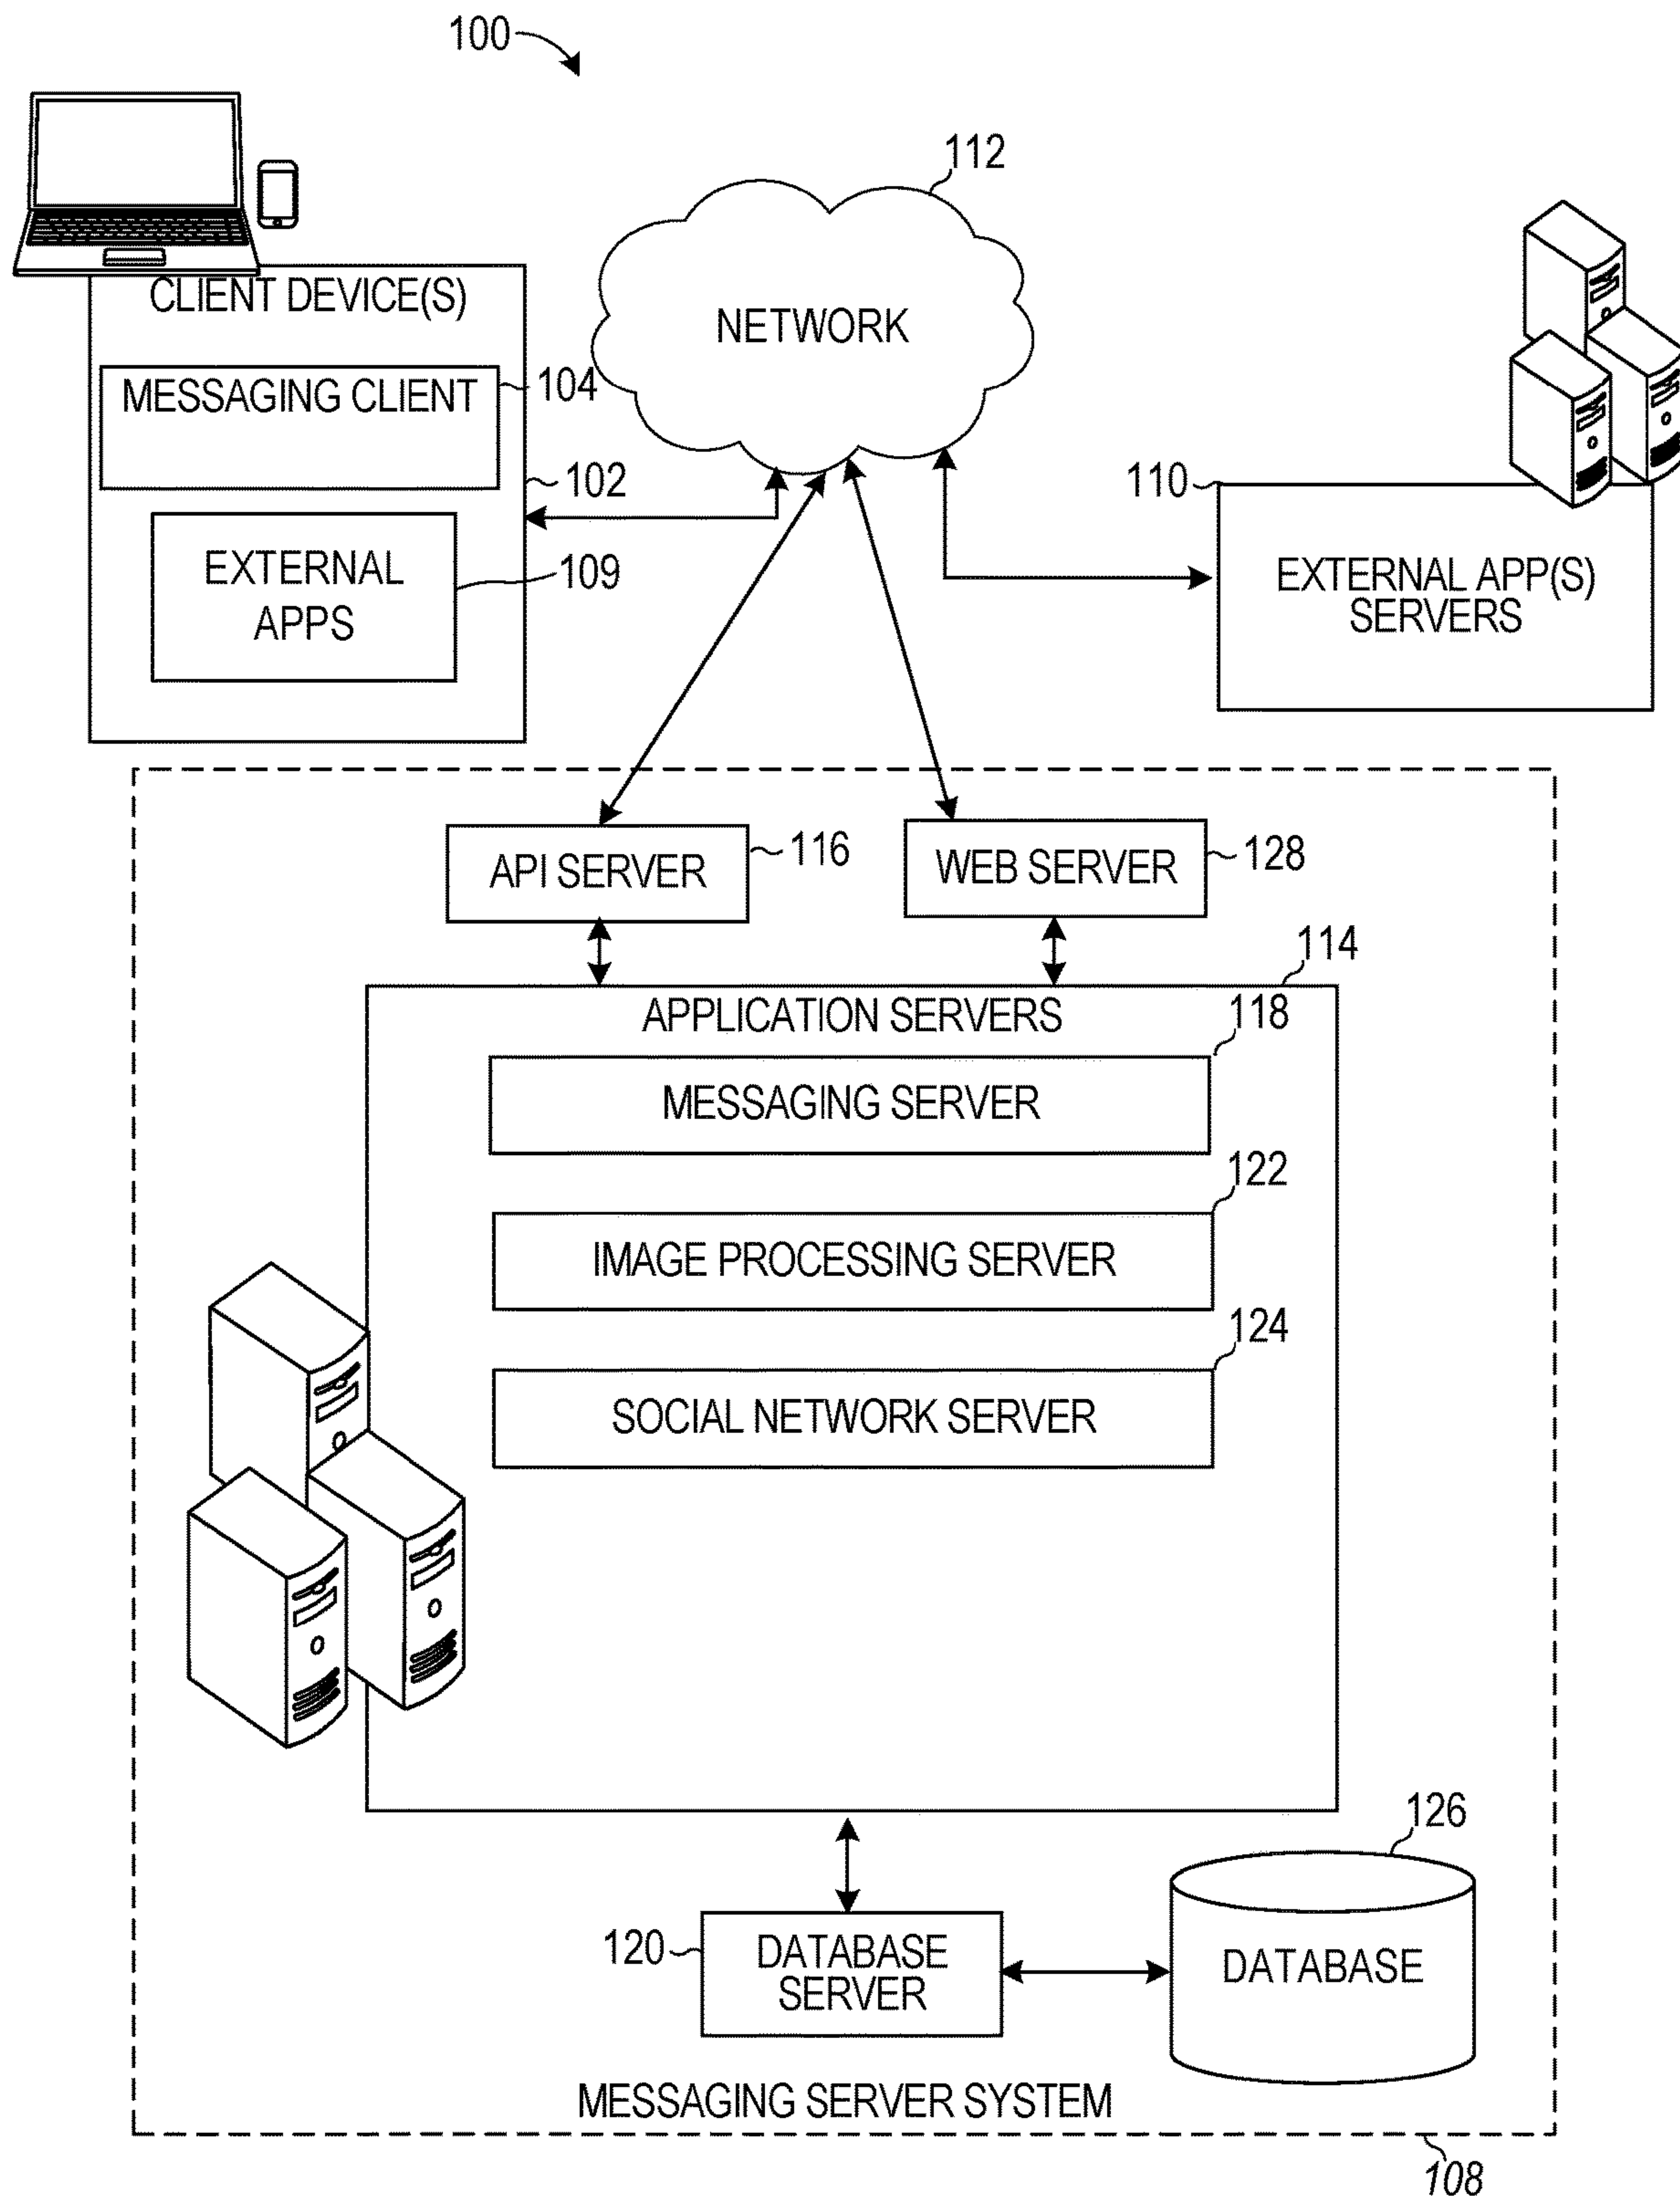 100
112
CLIENT DEVICE(S)
NETWORK
MESSAGING CLIENT
104
102
110
EXTERNAL
APPS
109
EXTERNAL APP(S)
SERVERS
API SERVER
116
WEB SERVER
128
114
APPLICATION SERVERS
118
MESSAGING SERVER
122
IMAGE PROCESSING SERVER
124
SOCIAL NETWORK SERVER
126
120
DATABASE
SERVER
DATABASE
MESSAGING SERVER SYSTEM
108